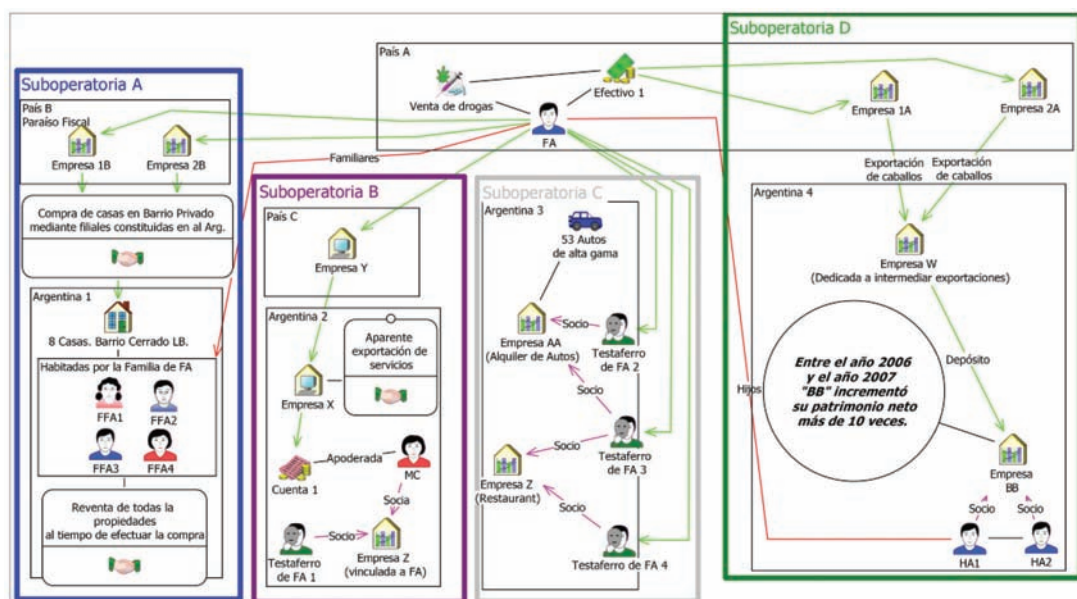 Suboperatoria D
País A
Venta de drogas
Efectivo 1
FA
Empresa 1A
Empresa 2A
Suboperatoria A
País B
Paraíso Fiscal
Empresa 1B
Empresa 2B
Familiares
Exportación
de caballos
Exportación
de caballos
Compra de casas en Barrio Privado
mediante filiales constituidas en al Arg.
Argentina 1
8 Casas. Barrio Cerrado LB.
Habitadas por la Familia de FA
FFA1
FFA2
FFA3
FFA4
Reventa de todas la
propiedades
al tiempo de efectuar la compra
Suboperatoria B
País C
Empresa Y
Argentina 2
Aparente
exportación de
servicios
Empresa X
Cuenta 1
Apoderada
MC
Socia
Testaferro
de FA 1
Socio
Empresa Z
(vinculada a FA)
Suboperatoria C
Argentina 3
53 Autos
de alta gama
Empresa AA
(Alquiler de Autos)
Socio
Testaferro
de FA 2
Socio
Socio
Testaferro
de FA 3
Empresa Z
(Restaurant)
Socio
Testaferro de FA 4
Argentina 4
Empresa W
(Dedicada a intermediar exportaciones)
Hijos
Entre el año 2006
y el año 2007
"BB" incrementó
su patrimonio neto
más de 10 veces.
Depósito
Empresa
BB
Socio
Socio
HA1
HA2